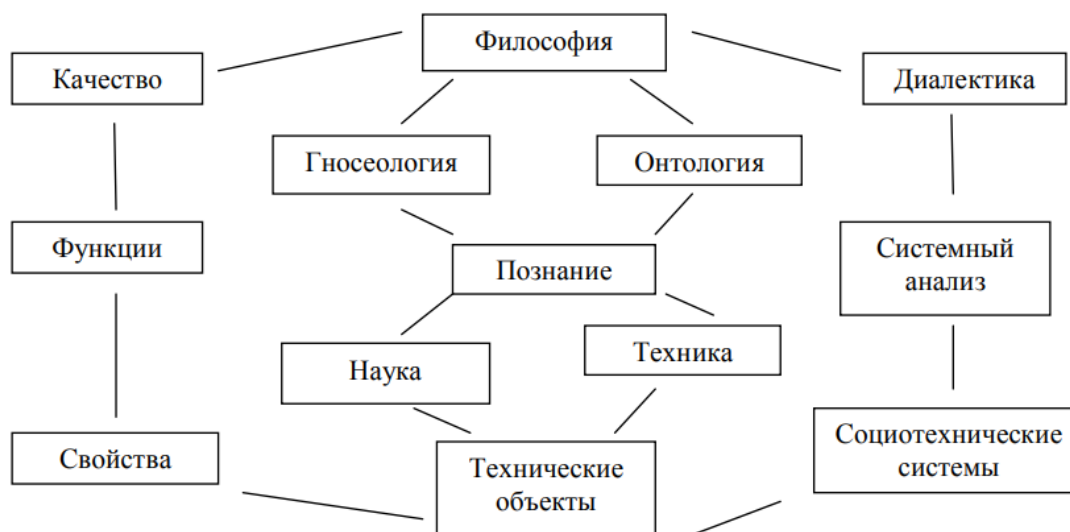 Философия
Качество
Диалектика
Гносеология
Онтология
Функции
Познание
Системный
анализ
Наука
Техника
Свойства
Технические
объекты
Социотехнические
системы